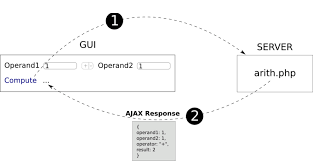 1
GUI
SERVER
Operand1 1 Operand2 1
Compute ...
arith.php
AJAX Response
2
{
operand1: 1,
operand2: 1,
operator: "+",
result: 2
}